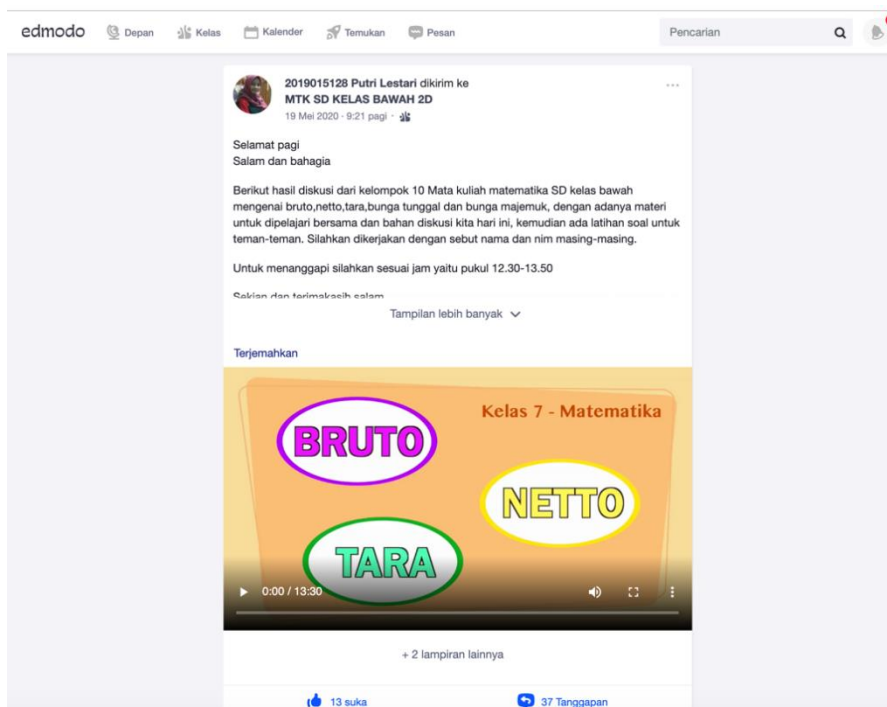 edmodo Depan Kelas Kalender Temukan Pesan Pencarian
2019015128 Putri Lestari dikirim ke
MTK SD KELAS BAWAH 2D
19 Mei 2020 · 9:21 pagi ·
Selamat pagi
Salam dan bahagia
Berikut hasil diskusi dari kelompok 10 Mata kuliah matematika SD kelas bawah
mengenai bruto,netto,tara,bunga tunggal dan bunga majemuk, dengan adanya materi
untuk dipelajari bersama dan bahan diskusi kita hari ini, kemudian ada latihan soal untuk
teman-teman. Silahkan dikerjakan dengan sebut nama dan nim masing-masing.
Untuk menanggapi silahkan sesuai jam yaitu pukul 12.30-13.50
Sekian dan terimakasih salam
Tampilan lebih banyak
Terjemahkan
Kelas 7 - Matematika
BRUTO
NETTO
TARA
0:00 / 13:30
+ 2 lampiran lainnya
13 suka 37 Tanggapan